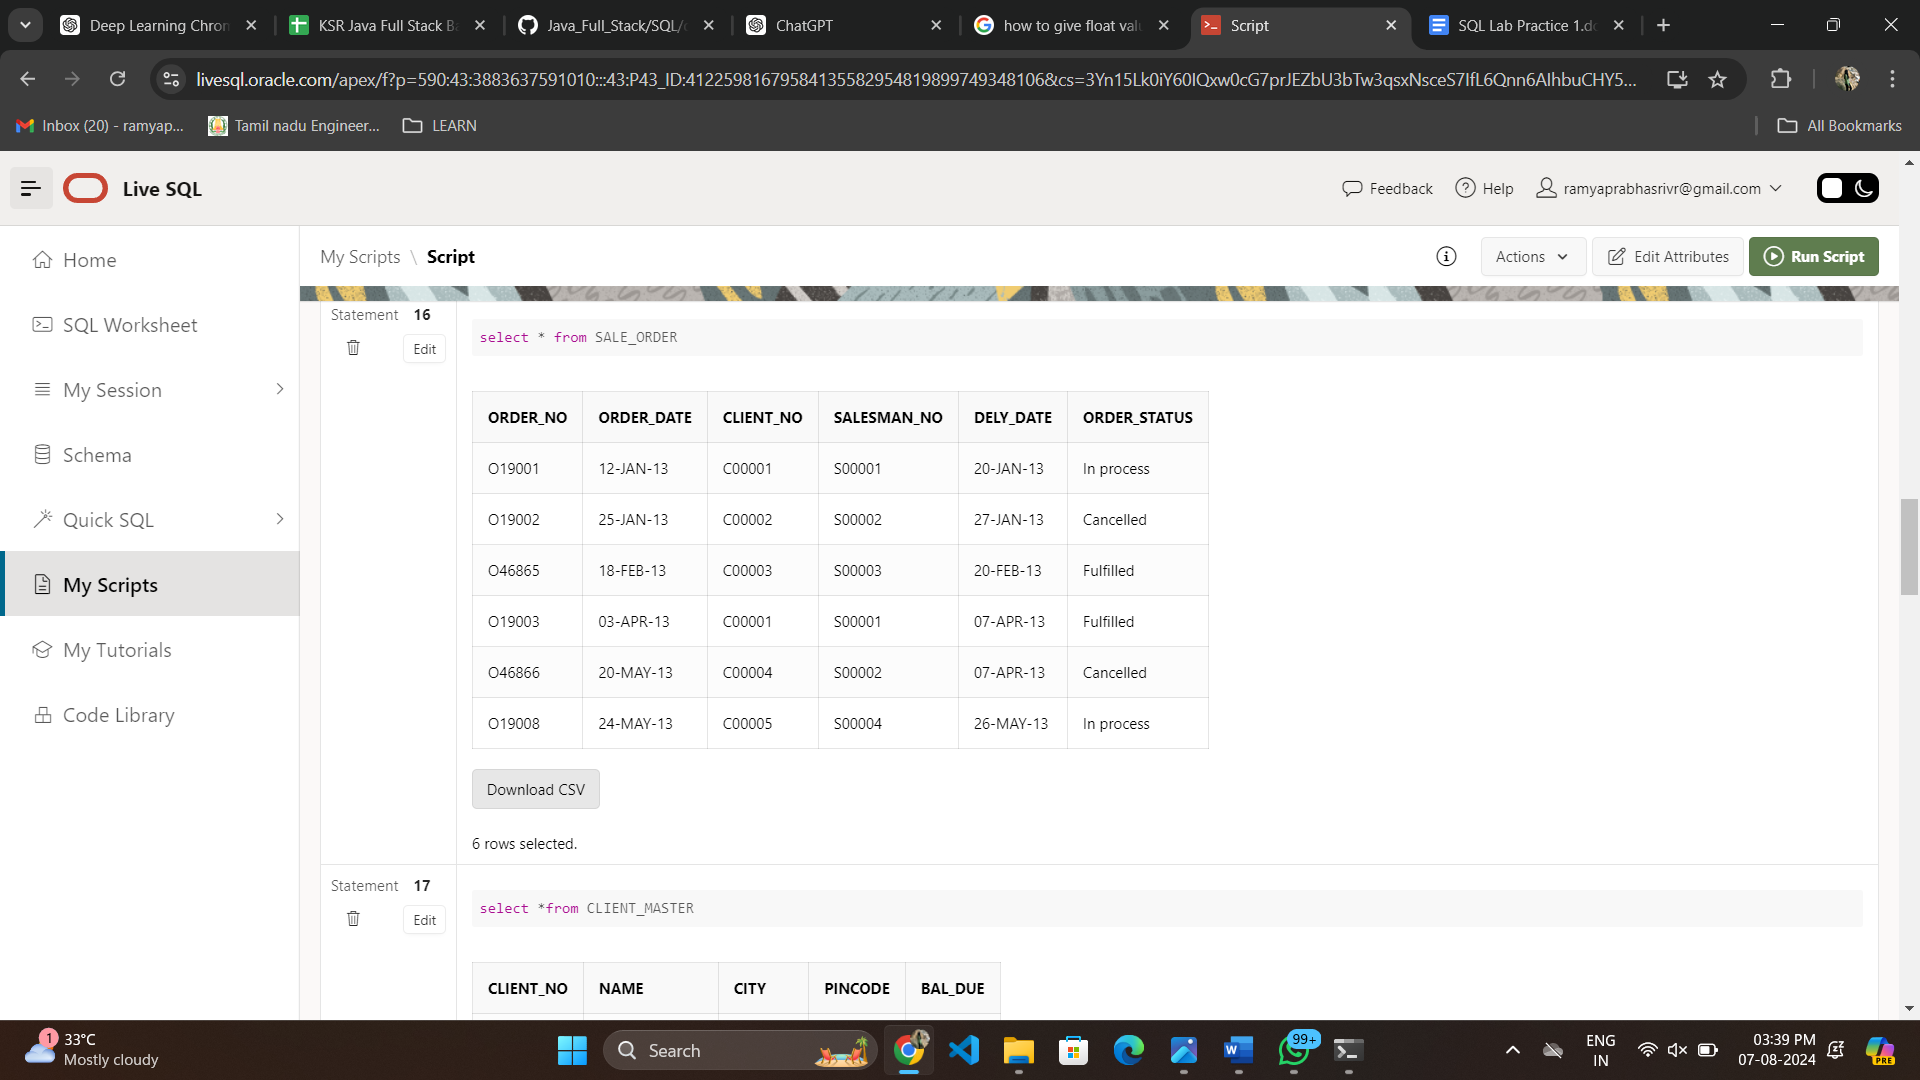 Deep Learning Chron
KSR Java Full Stack Ba
Java_Full_Stack/SQL/
ChatGPT
how to give float valu
Script
SQL Lab Practice 1.do
livesql.oracle.com/apex/f?p=590:43:3883637591010:::43:P43_ID:41225981679584135582954819899749348106&cs=3Yn15Lk0iY60IQxw0cG7prJEZbU3bTw3qsxNsceS7IfL6Qnn6AIhbuCHY5...
Inbox (20) - ramyap...
Tamil nadu Engineer...
LEARN
All Bookmarks
Live SQL
Feedback
Help
ramyaprabhasrivr@gmail.com
Home
SQL Worksheet
My Session
Schema
Quick SQL
My Scripts
My Tutorials
Code Library
My Scripts \ Script
Actions
Edit Attributes
Run Script
Statement 16
Edit
select * from SALE_ORDER
ORDER_NO ORDER_DATE CLIENT_NO SALESMAN_NO DELY_DATE ORDER_STATUS
O19001 12-JAN-13 C00001 S00001 20-JAN-13 In process
O19002 25-JAN-13 C00002 S00002 27-JAN-13 Cancelled
O46865 18-FEB-13 C00003 S00003 20-FEB-13 Fulfilled
O19003 03-APR-13 C00001 S00001 07-APR-13 Fulfilled
O46866 20-MAY-13 C00004 S00002 07-APR-13 Cancelled
O19008 24-MAY-13 C00005 S00004 26-MAY-13 In process
Download CSV
6 rows selected.
Statement 17
Edit
select *from CLIENT_MASTER
CLIENT_NO NAME CITY PINCODE BAL_DUE
1
33°C
Mostly cloudy
Search
99+
ENG
IN
03:39 PM
07-08-2024
PRE